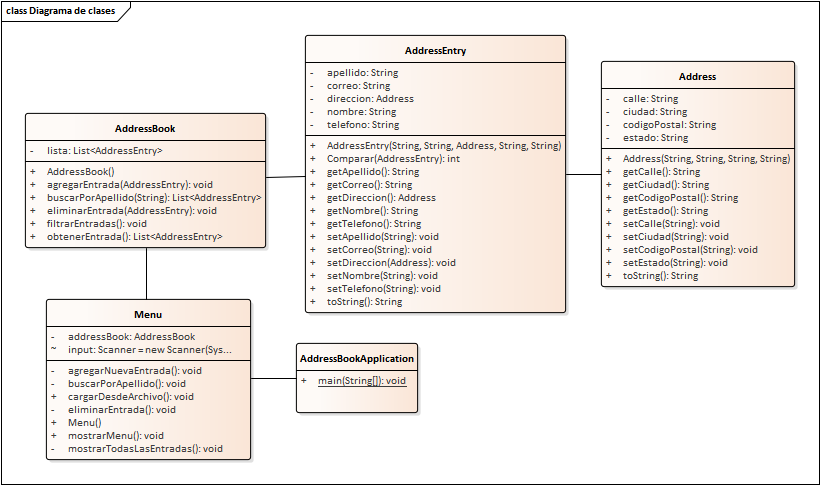 class Diagrama de clases
AddressBook
- lista: List<AddressEntry>
+ AddressBook()
+ agregarEntrada(AddressEntry): void
+ buscarPorApellido(String): List<AddressEntry>
+ eliminarEntrada(AddressEntry): void
+ filtrarEntradas(): void
+ obtenerEntrada(): List<AddressEntry>
AddressEntry
- apellido: String
- correo: String
- direccion: Address
- nombre: String
- telefono: String
+ AddressEntry(String, String, Address, String, String)
+ Comparar(AddressEntry): int
+ getApellido(): String
+ getCorreo(): String
+ getDireccion(): Address
+ getNombre(): String
+ getTelefono(): String
+ setApellido(String): void
+ setCorreo(String): void
+ setDireccion(Address): void
+ setNombre(String): void
+ setTelefono(String): void
+ toString(): String
Address
- calle: String
- ciudad: String
- codigoPostal: String
- estado: String
+ Address(String, String, String, String)
+ getCalle(): String
+ getCiudad(): String
+ getCodigoPostal(): String
+ getEstado(): String
+ setCalle(String): void
+ setCiudad(String): void
+ setCodigoPostal(String): void
+ setEstado(String): void
+ toString(): String
Menu
- addressBook: AddressBook
~ input: Scanner = new Scanner(Sys...
- agregarNuevaEntrada(): void
- buscarPorApellido(): void
+ cargarDesdeArchivo(): void
- eliminarEntrada(): void
+ Menu()
+ mostrarMenu(): void
- mostrarTodasLasEntradas(): void
AddressBookApplication
+ main(String[]): void